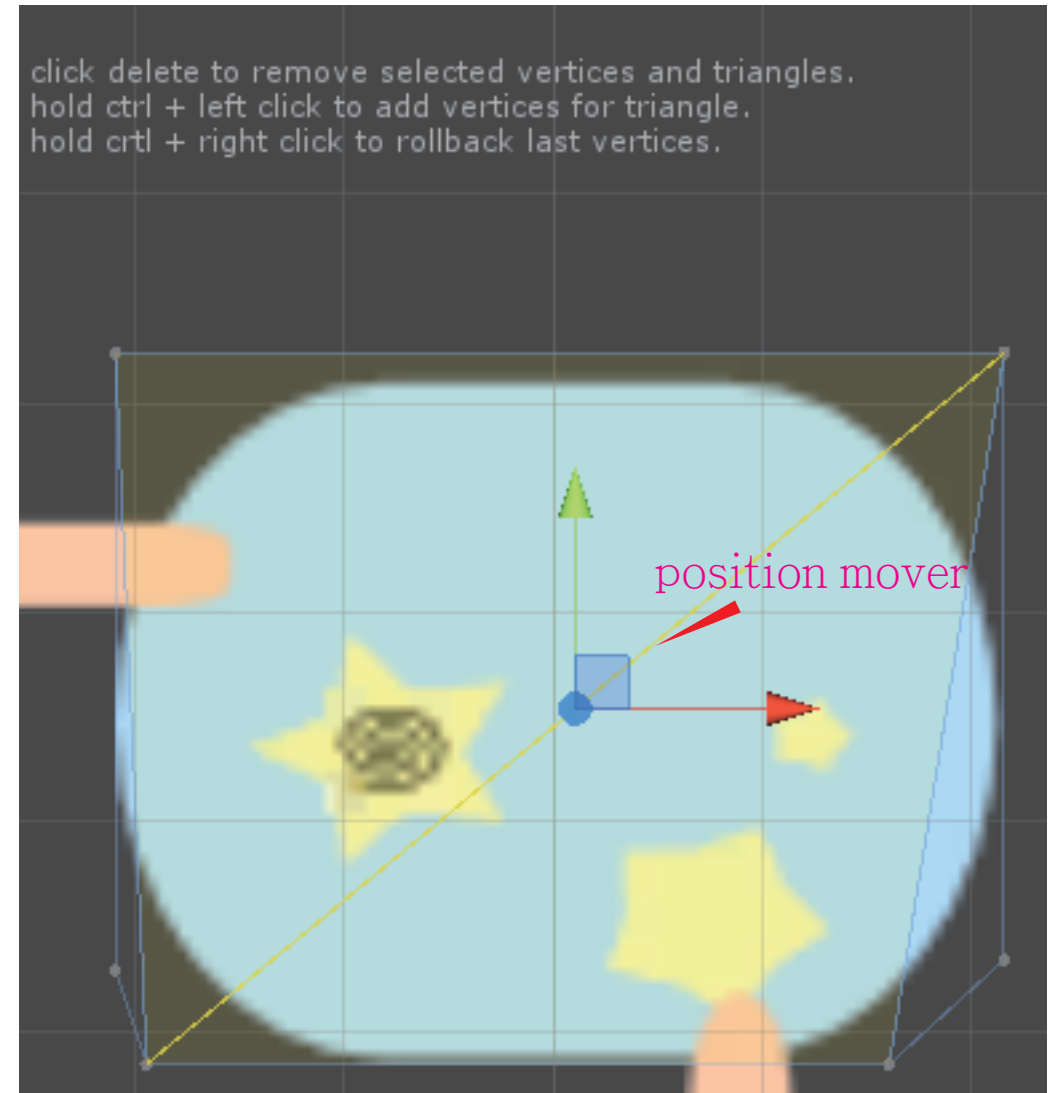 click delete to remove selected vertices and triangles.
hold ctrl + left click to add vertices for triangle.
hold crtl + right click to rollback last vertices.
position mover